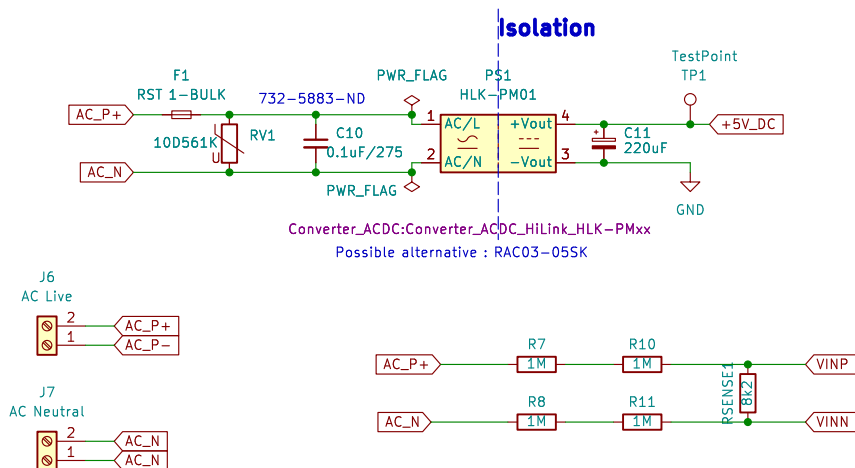 Isolation
TestPoint
TP1
F1
RST 1-BULK
732-5883-ND
PWR_FLAG
PS1
HLK-PM01
AC_P+
10D561K
U
RV1
C10
0.1uF/275
1
AC/L
+Vout
4
C11
220uF
+5V_DC
AC_N
2
AC/N
-Vout
3
PWR_FLAG
GND
Converter_ACDC:Converter_ACDC_HiLink_HLK-PMxx
Possible alternative : RAC03-05SK
J6
AC Live
2
AC_P+
1
AC_P-
J7
AC Neutral
2
AC_N
1
AC_N
R7
R10
AC_P+
1M
1M
VINP
R8
R11
RSENSE1
8k2
AC_N
1M
1M
VINN